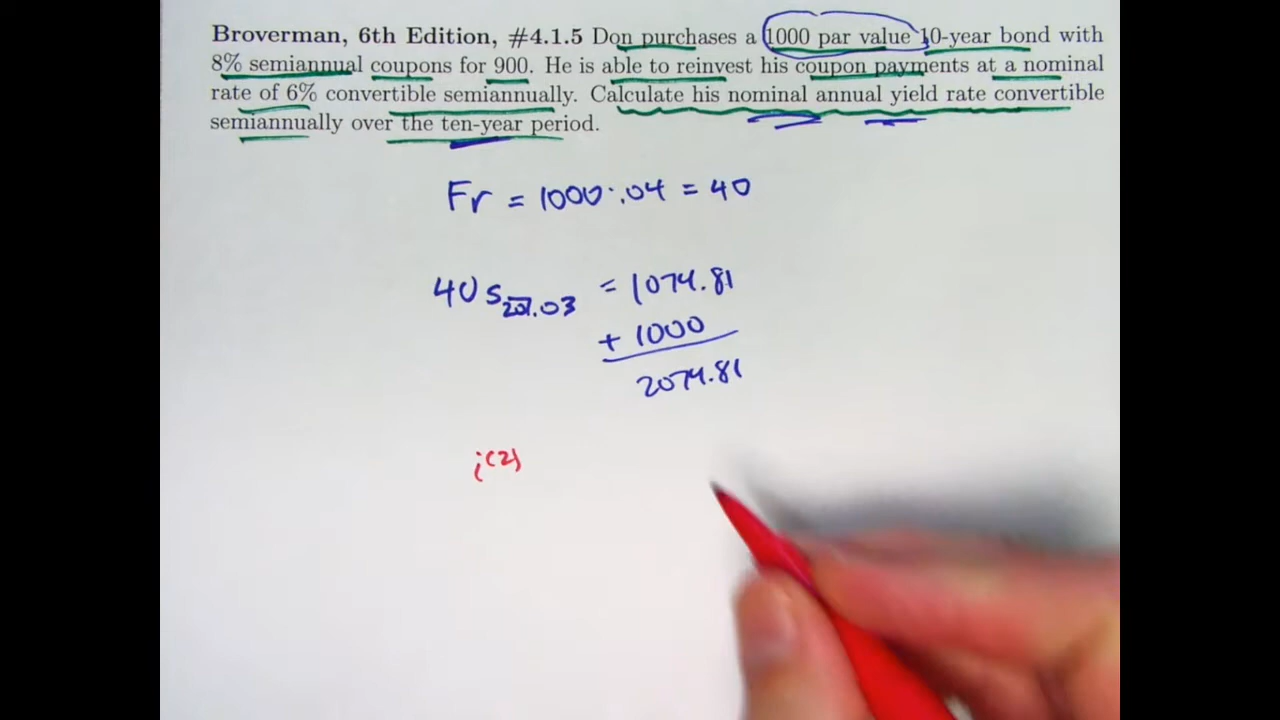 Broverman, 6th Edition, #4.1.5 Don purchases a 1000 par value 10-year bond with
8% semiannual coupons for 900. He is able to reinvest his coupon payments at a nominal
rate of 6% convertible semiannually. Calculate his nominal annual yield rate convertible
semiannually over the ten-year period.
Fr = 1000·.04 = 40
40 s 20 .03 = 1074.81
+ 1000
2074.81
i(2)